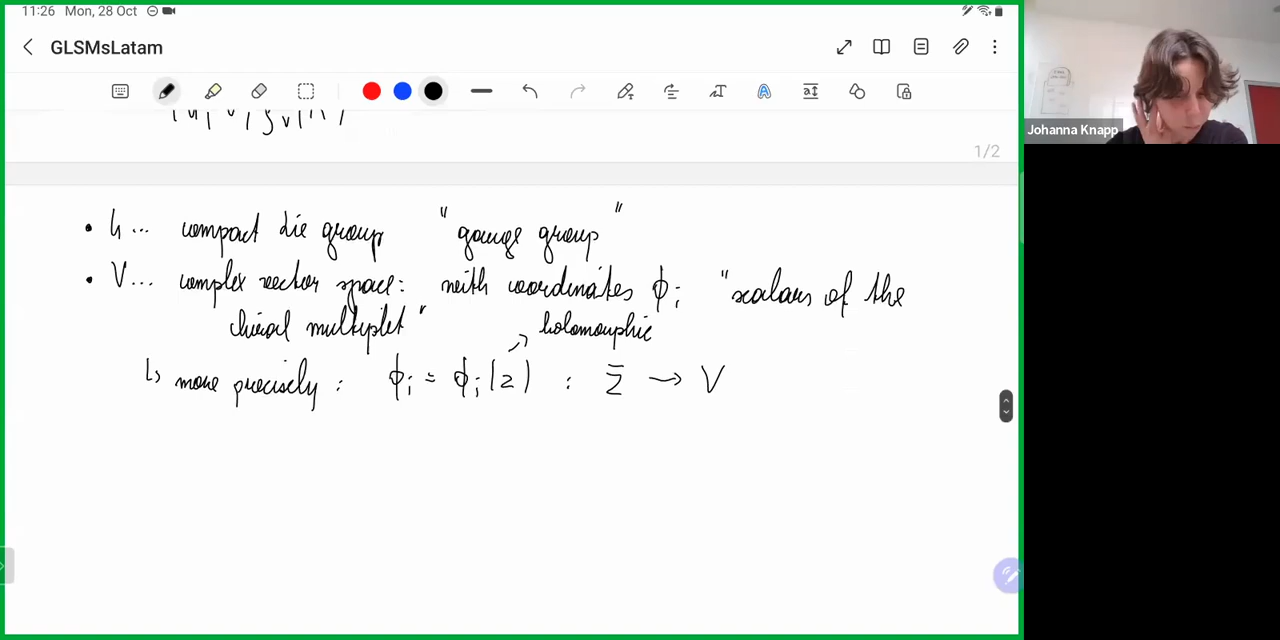 11:26 Mon, 28 Oct
GLSMsLatam
Johanna Knapp
1/2
• G... compact Lie group "gauge group"
• V... complex vector space: with coordinates ϕi "scalars of the
chiral multiplet" holomorphic
↳ more precisely: ϕi = ϕi(z) : Σ → V